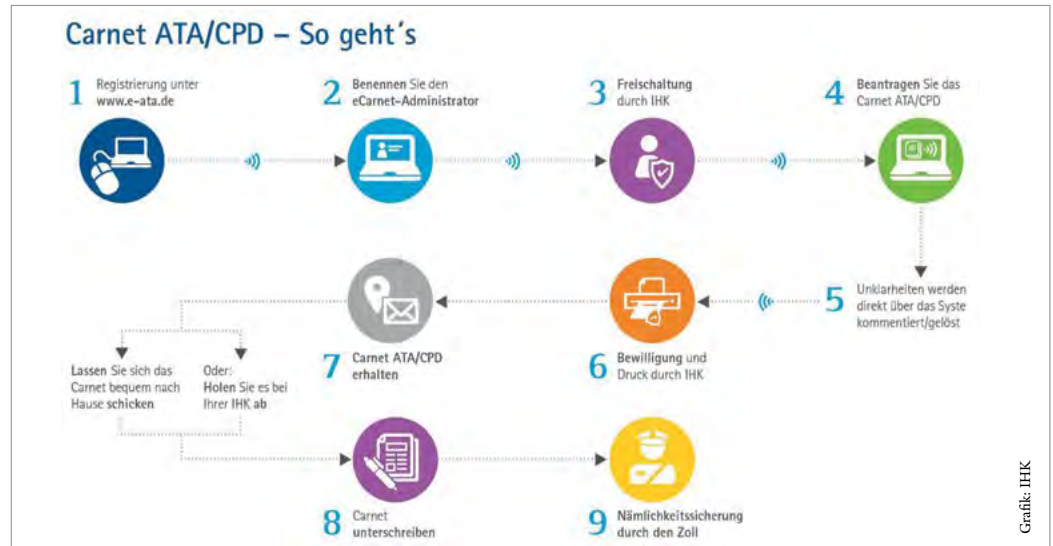 Carnet ATA/CPD – So geht´s
1
Registrierung unter
www.e-ata.de
2
Benennen Sie den
eCarnet-Administrator
3
Freischaltung
durch IHK
4
Beantragen Sie das
Carnet ATA/CPD
5
Unklarheiten werden
direkt über das Syste
kommentiert/gelöst
6
Bewilligung und
Druck durch IHK
7
Carnet ATA/CPD
erhalten
Lassen Sie sich das
Carnet bequem nach
Hause schicken
Oder:
Holen Sie es bei
Ihrer IHK ab
8
Carnet
unterschreiben
9
Nämlichkeitssicherung
durch den Zoll
Grafik: IHK